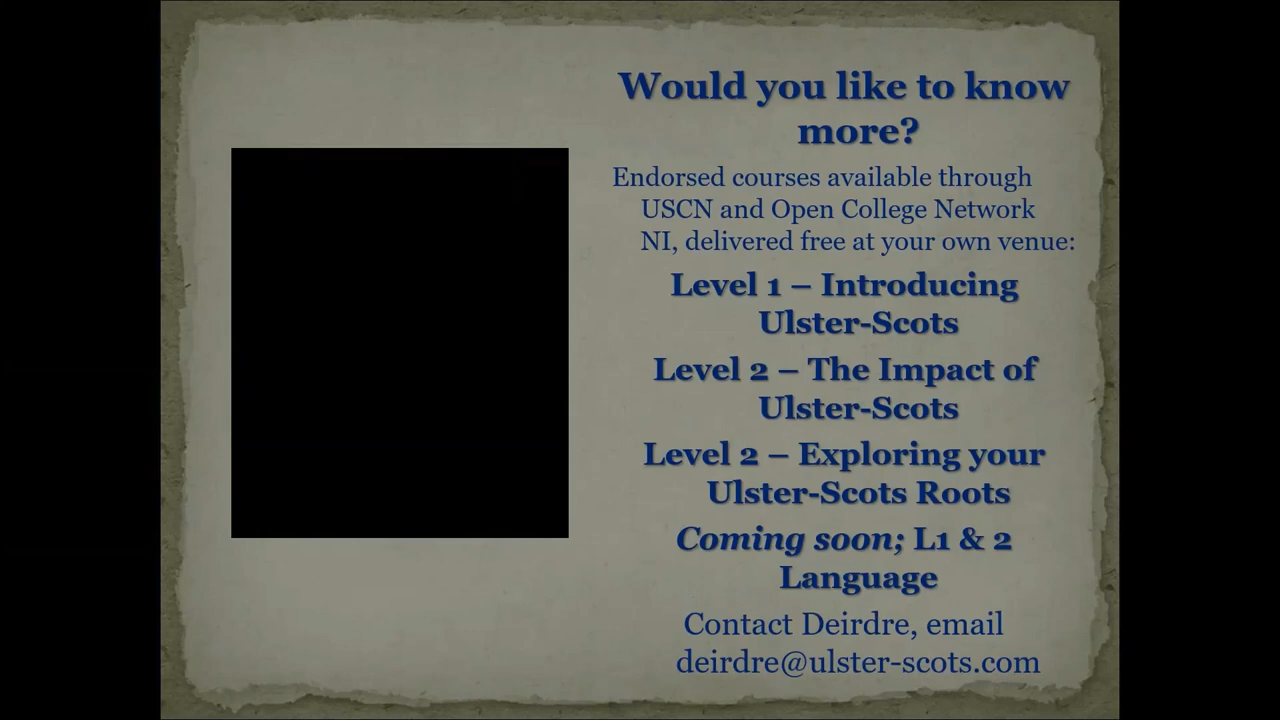 Would you like to know
more?
Endorsed courses available through
USCN and Open College Network
NI, delivered free at your own venue:
Level 1 – Introducing
Ulster-Scots
Level 2 – The Impact of
Ulster-Scots
Level 2 – Exploring your
Ulster-Scots Roots
Coming soon; L1 & 2
Language
Contact Deirdre, email
deirdre@ulster-scots.com